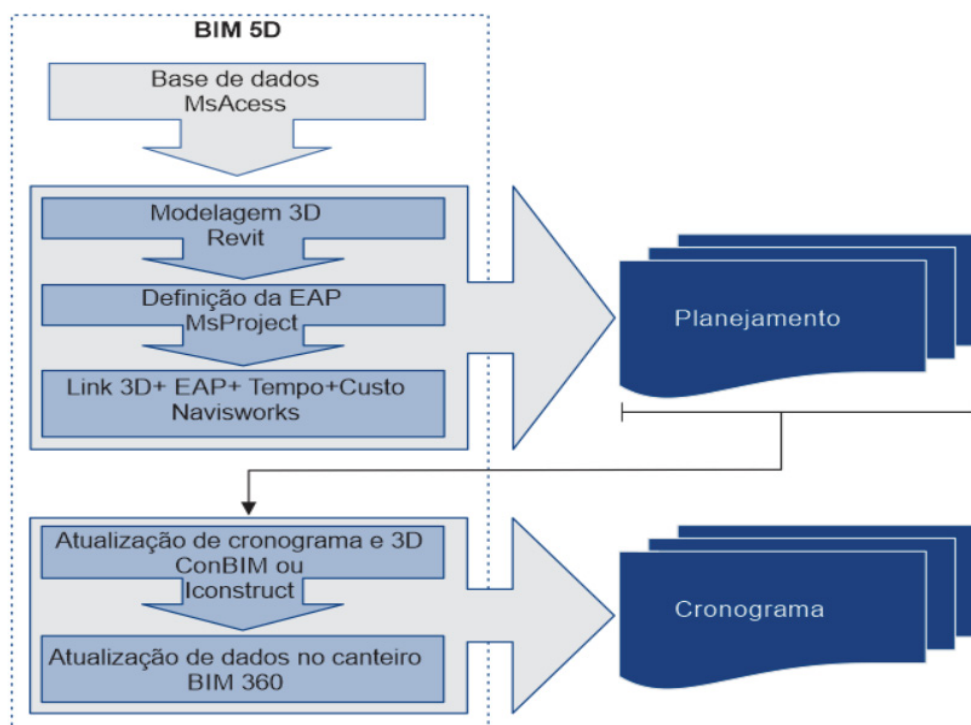 BIM 5D
Base de dados
MsAcess
Modelagem 3D
Revit
Definição da EAP
MsProject
Link 3D+ EAP+ Tempo+Custo
Navisworks
Planejamento
Atualização de cronograma e 3D
ConBIM ou
Iconstruct
Atualização de dados no canteiro
BIM 360
Cronograma